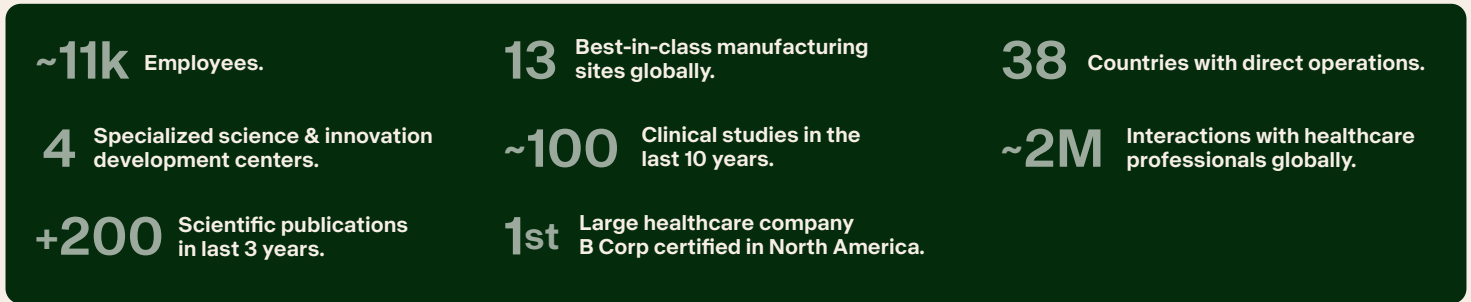 ~11k Employees.
13 Best-in-class manufacturing
sites globally.
38 Countries with direct operations.
4 Specialized science & innovation
development centers.
~100 Clinical studies in the
last 10 years.
~2M Interactions with healthcare
professionals globally.
+200 Scientific publications
in last 3 years.
1st Large healthcare company
B Corp certified in North America.